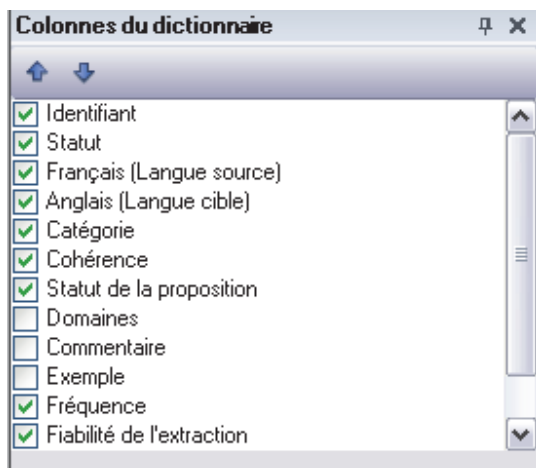 Colonnes du dictionnaire
Identifiant
Statut
Français (Langue source)
Anglais (Langue cible)
Catégorie
Cohérence
Statut de la proposition
Domaines
Commentaire
Exemple
Fréquence
Fiabilité de l'extraction